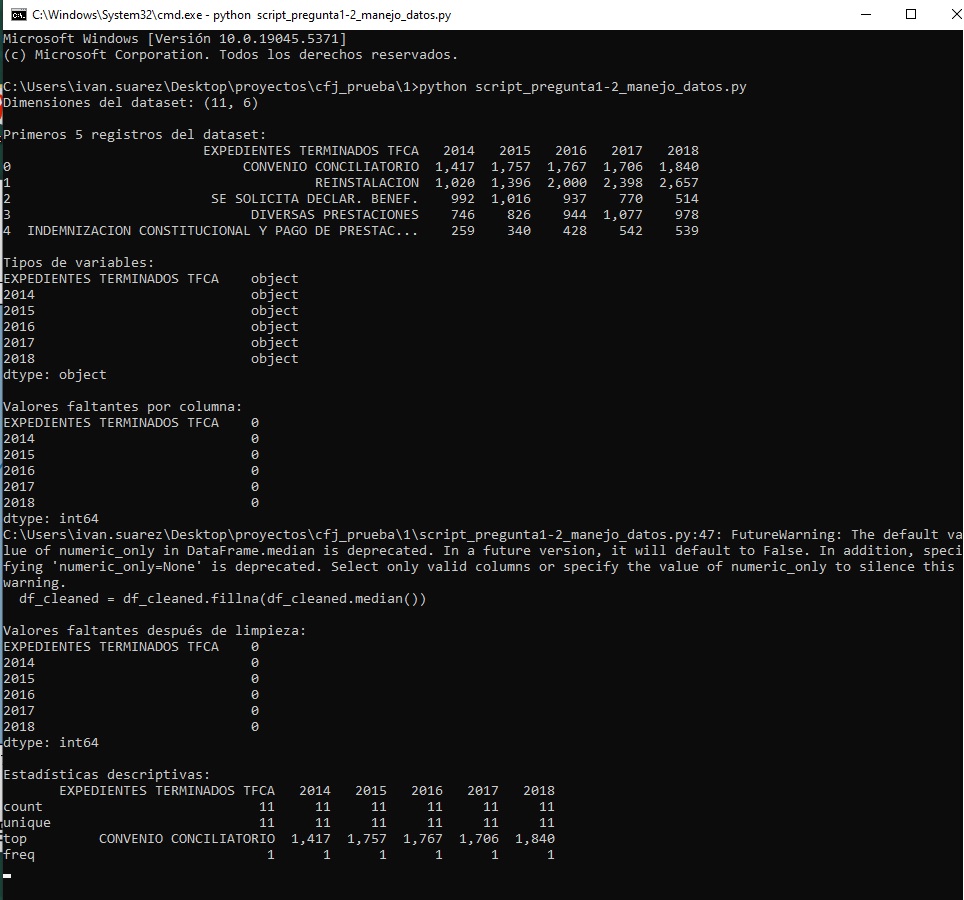 C:\Windows\System32\cmd.exe - python  script_pregunta1-2_manejo_datos.py
Microsoft Windows [Versión 10.0.19045.5371]
(c) Microsoft Corporation. Todos los derechos reservados.
C:\Users\ivan.suarez\Desktop\proyectos\cfj_prueba\1>python script_pregunta1-2_manejo_datos.py
Dimensiones del dataset: (11, 6)
Primeros 5 registros del dataset:
EXPEDIENTES TERMINADOS TFCA   2014   2015   2016   2017   2018
0   CONVENIO CONCILIATORIO  1,417  1,757  1,767  1,706  1,840
1   REINSTALACION  1,020  1,396  2,000  2,398  2,657
2   SE SOLICITA DECLAR. BENEF.    992  1,016    937    770    514
3   DIVERSAS PRESTACIONES    746    826    944  1,077    978
4  INDEMNIZACION CONSTITUCIONAL Y PAGO DE PRESTAC...    259    340    428    542    539
Tipos de variables:
EXPEDIENTES TERMINADOS TFCA    object
2014    object
2015    object
2016    object
2017    object
2018    object
dtype: object
Valores faltantes por columna:
EXPEDIENTES TERMINADOS TFCA    0
2014    0
2015    0
2016    0
2017    0
2018    0
dtype: int64
C:\Users\ivan.suarez\Desktop\proyectos\cfj_prueba\1\script_pregunta1-2_manejo_datos.py:47: FutureWarning: The default va
lue of numeric_only in DataFrame.median is deprecated. In a future version, it will default to False. In addition, speci
fying 'numeric_only=None' is deprecated. Select only valid columns or specify the value of numeric_only to silence this
warning.
df_cleaned = df_cleaned.fillna(df_cleaned.median())
Valores faltantes después de limpieza:
EXPEDIENTES TERMINADOS TFCA    0
2014    0
2015    0
2016    0
2017    0
2018    0
dtype: int64
Estadísticas descriptivas:
EXPEDIENTES TERMINADOS TFCA   2014   2015   2016   2017   2018
count   11     11     11     11     11     11
unique   11     11     11     11     11     11
top   CONVENIO CONCILIATORIO  1,417  1,757  1,767  1,706  1,840
freq   1      1      1      1      1      1